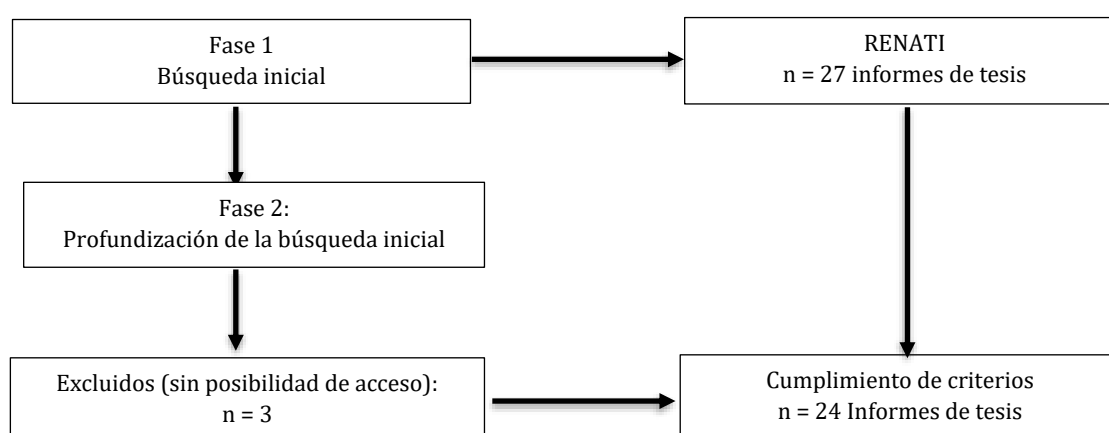 Fase 1
Búsqueda inicial
RENATI
n = 27 informes de tesis
Fase 2:
Profundización de la búsqueda inicial
Excluidos (sin posibilidad de acceso):
n = 3
Cumplimiento de criterios
n = 24 Informes de tesis